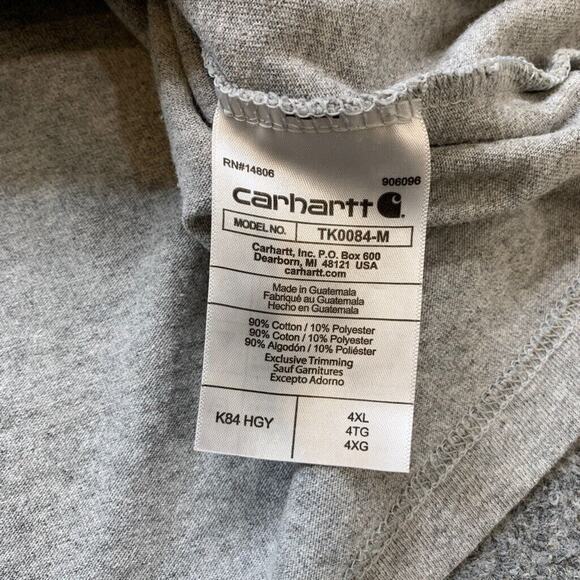 RN#14806
906096
carhartt
MODEL NO. TK0084-M
Carhartt, Inc. P.O. Box 600
Dearborn, MI 48121 USA
carhartt.com
Made in Guatemala
Fabriqué au Guatemala
Hecho en Guatemala
90% Cotton / 10% Polyester
90% Coton / 10% Polyester
90% Algodón / 10% Poliéster
Exclusive Trimming
Sauf Garnitures
Excepto Adorno
K84 HGY
4XL
4TG
4XG